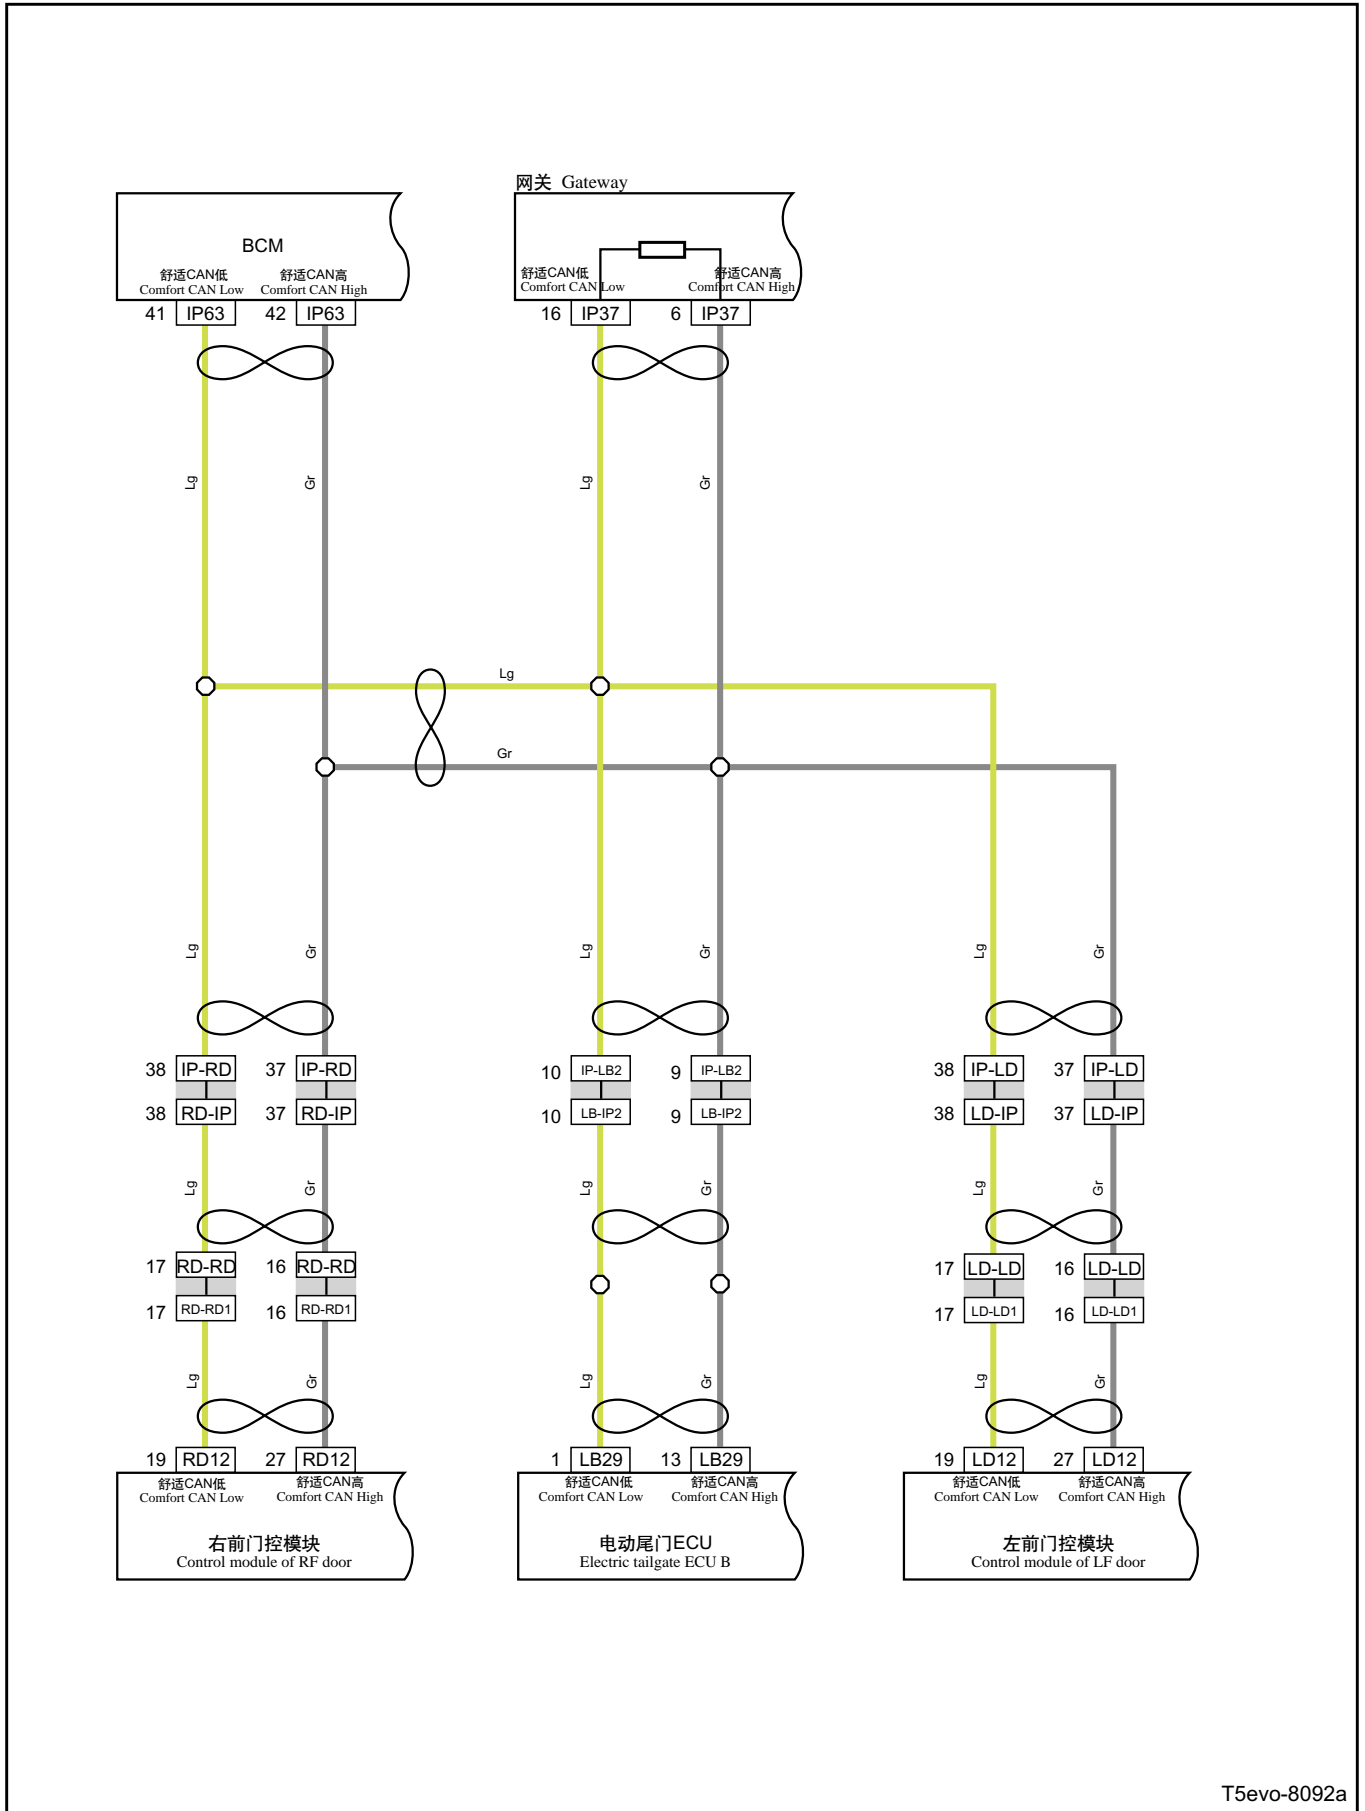 网关 Gateway
BCM
舒适CAN低
Comfort CAN Low
舒适CAN高
Comfort CAN High
舒适CAN低
Comfort CAN Low
舒适CAN高
Comfort CAN High
41 IP63 42 IP63 16 IP37 6 IP37
Lg Gr Lg Gr
Lg
Gr
Lg Gr Lg Gr Lg Gr
38 IP-RD 37 IP-RD 10 IP-LB2 9 IP-LB2 38 IP-LD 37 IP-LD
38 RD-IP 37 RD-IP 10 LB-IP2 9 LB-IP2 38 LD-IP 37 LD-IP
Lg Gr Lg Gr Lg Gr
17 RD-RD 16 RD-RD 17 LD-LD 16 LD-LD
17 RD-RD1 16 RD-RD1 17 LD-LD1 16 LD-LD1
Lg Gr Lg Gr Lg Gr
19 RD12 27 RD12 1 LB29 13 LB29 19 LD12 27 LD12
舒适CAN低
Comfort CAN Low
舒适CAN高
Comfort CAN High
右前门控模块
Control module of RF door
舒适CAN低
Comfort CAN Low
舒适CAN高
Comfort CAN High
电动尾门ECU
Electric tailgate ECU B
舒适CAN低
Comfort CAN Low
舒适CAN高
Comfort CAN High
左前门控模块
Control module of LF door
T5evo-8092a